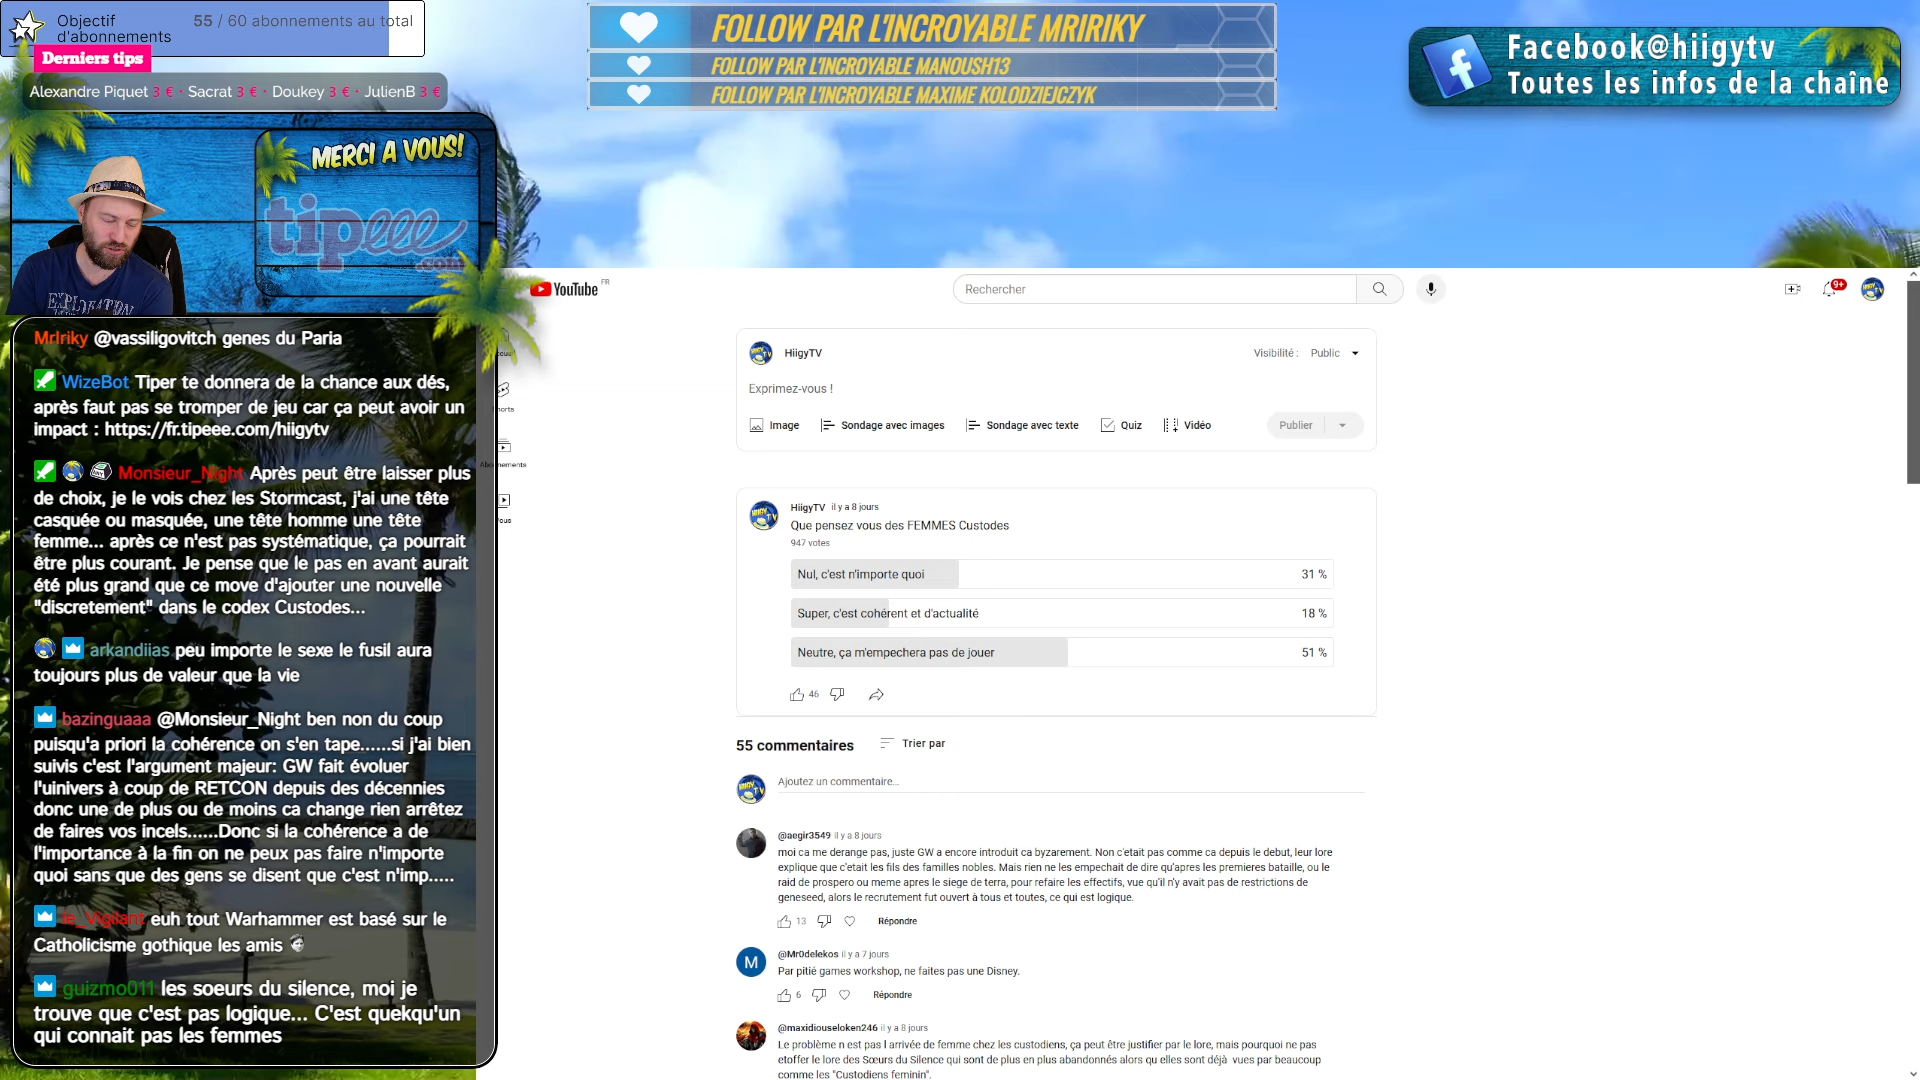 Objectif
d'abonnements
55 / 60 abonnements au total
Derniers tips
Alexandre Piquet 3 € · Sacrat 3 € · Doukey 3 € · JulienB 3 €
MERCI A VOUS!
tipeee
.com
EXPLORATION
FOLLOW PAR L'INCROYABLE MRIRIKY
FOLLOW PAR L'INCROYABLE MANOUSH13
FOLLOW PAR L'INCROYABLE MAXIME KOLODZIEJCZYK
Facebook@hiigytv
Toutes les infos de la chaîne
MrIriky @vassiligovitch genes du Paria
WizeBot Tiper te donnera de la chance aux dés,
après faut pas se tromper de jeu car ça peut avoir un
impact : https://fr.tipeee.com/hiigytv
Monsieur_Night Après peut être laisser plus
de choix, je le vois chez les Stormcast, j'ai une tête
casquée ou masquée, une tête homme une tête
femme... après ce n'est pas systématique, ça pourrait
être plus courant. Je pense que le pas en avant aurait
été plus grand que ce move d'ajouter une nouvelle
"discretement" dans le codex Custodes...
arkandiias peu importe le sexe le fusil aura
toujours plus de valeur que la vie
bazinguaaa @Monsieur_Night ben non du coup
puisqu'a priori la cohérence on s'en tape......si j'ai bien
suivis c'est l'argument majeur: GW fait évoluer
l'uinivers à coup de RETCON depuis des décennies
donc une de plus ou de moins ca change rien arrêtez
de faires vos incels......Donc si la cohérence a de
l'importance à la fin on ne peux pas faire n'importe
quoi sans que des gens se disent que c'est n'imp.....
le_Vigilant euh tout Warhammer est basé sur le
Catholicisme gothique les amis
guizmo011 les soeurs du silence, moi je
trouve que c'est pas logique... C'est quekqu'un
qui connait pas les femmes
YouTube FR
Rechercher
9+
HiigyTV
Visibilité : Public
Exprimez-vous !
Image
Sondage avec images
Sondage avec texte
Quiz
Vidéo
Publier
HiigyTV il y a 8 jours
Que pensez vous des FEMMES Custodes
947 votes
Nul, c'est n'importe quoi 31 %
Super, c'est cohérent et d'actualité 18 %
Neutre, ça m'empechera pas de jouer 51 %
46
55 commentaires
Trier par
Ajoutez un commentaire...
@aegir3549 il y a 8 jours
moi ca me derange pas, juste GW a encore introduit ca byzarement. Non c'etait pas comme ca depuis le debut, leur lore
explique que c'etait les fils des familles nobles. Mais rien ne les empechait de dire qu'apres les premieres bataille, ou le
raid de prospero ou meme apres le siege de terra, pour refaire les effectifs, vue qu'il n'y avait pas de restrictions de
geneseed, alors le recrutement fut ouvert à tous et toutes, ce qui est logique.
13
Répondre
M
@Mr0delekos il y a 7 jours
Par pitié games workshop, ne faites pas une Disney.
6
Répondre
@maxidiouseloken246 il y a 8 jours
Le problème n est pas l arrivée de femme chez les custodiens, ça peut être justifier par le lore, mais pourquoi ne pas
etoffer le lore des Sœurs du Silence qui sont de plus en plus abandonnés alors qu elles sont déjà vues par beaucoup
comme les "Custodiens feminin".